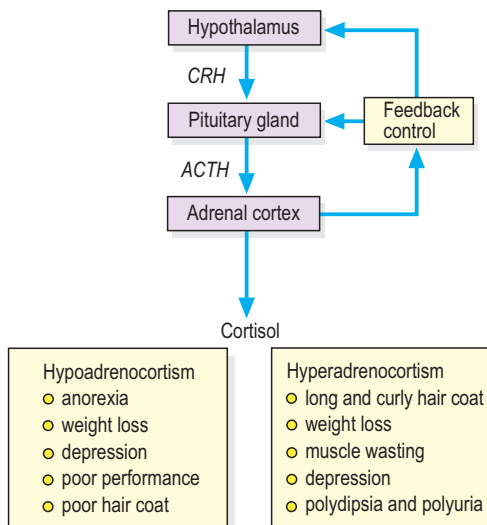 Hypothalamus
CRH
Pituitary gland
Feedback
control
ACTH
Adrenal cortex
Cortisol
Hypoadrenocortism
anorexia
weight loss
depression
poor performance
poor hair coat
Hyperadrenocortism
long and curly hair coat
weight loss
muscle wasting
depression
polydipsia and polyuria